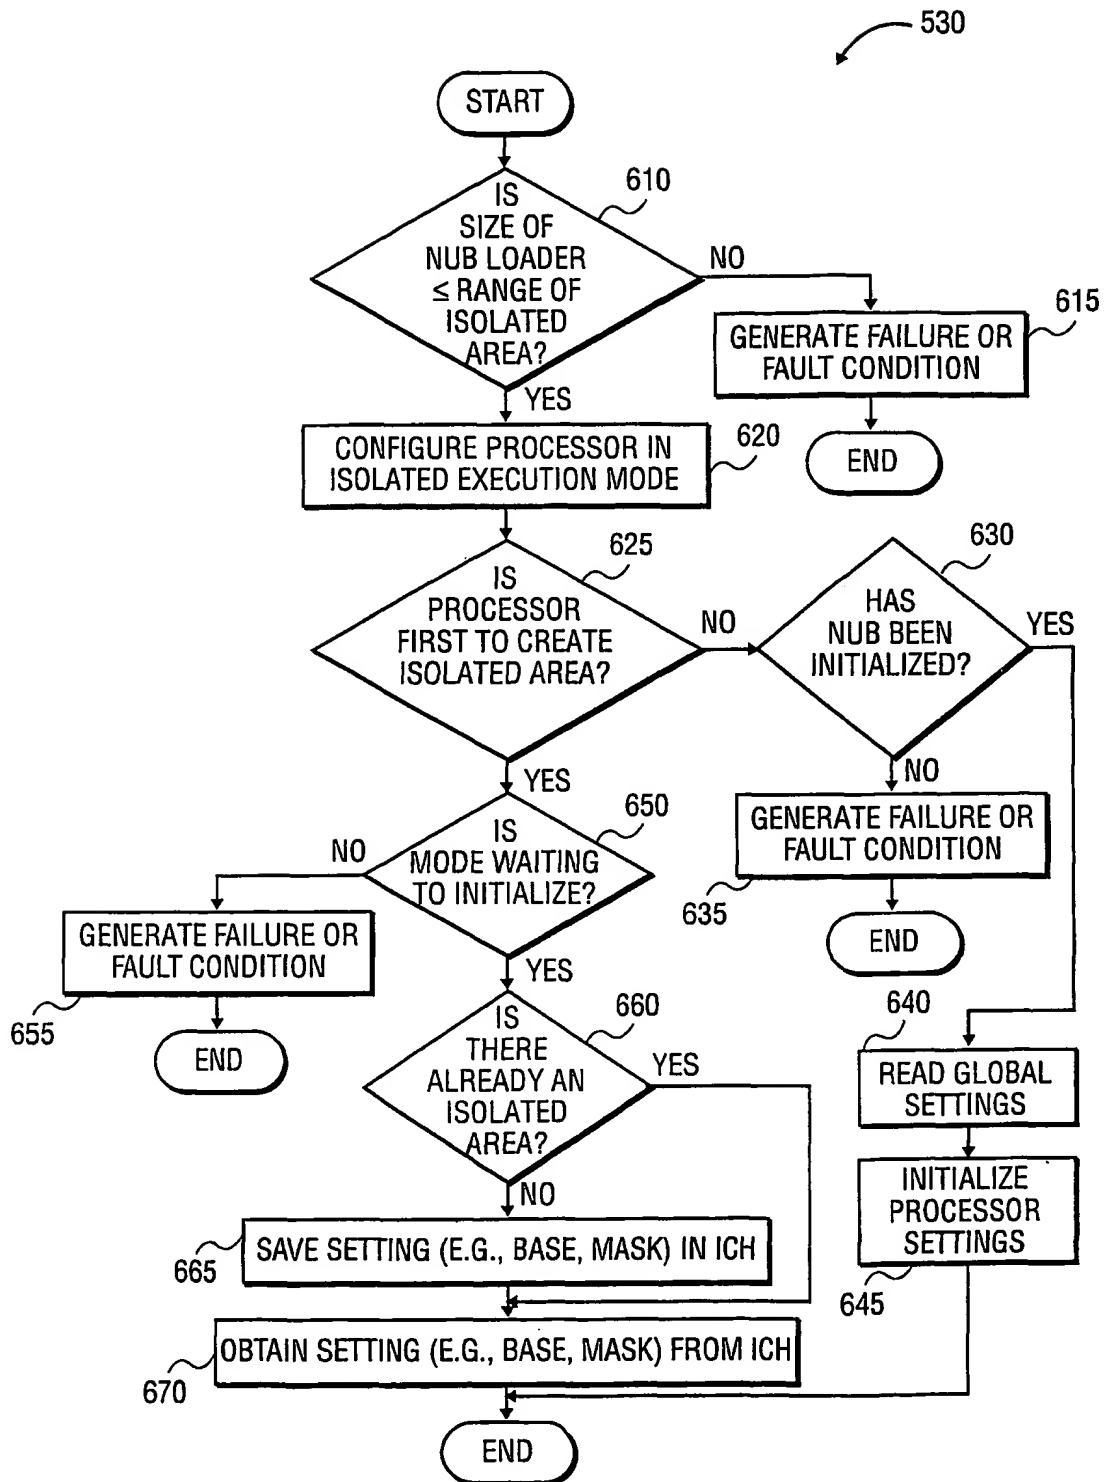 530
START
610
IS
SIZE OF
NUB LOADER
≤ RANGE OF
ISOLATED
AREA?
NO
615
GENERATE FAILURE OR
FAULT CONDITION
END
YES
CONFIGURE PROCESSOR IN
ISOLATED EXECUTION MODE
620
625
IS
PROCESSOR
FIRST TO CREATE
ISOLATED AREA?
NO
630
HAS
NUB BEEN
INITIALIZED?
YES
NO
GENERATE FAILURE OR
FAULT CONDITION
635
END
YES
650
IS
MODE WAITING
TO INITIALIZE?
NO
GENERATE FAILURE OR
FAULT CONDITION
655
END
YES
660
IS
THERE
ALREADY AN
ISOLATED
AREA?
YES
640
READ GLOBAL
SETTINGS
INITIALIZE
PROCESSOR
SETTINGS
645
NO
SAVE SETTING (E.G., BASE, MASK) IN ICH
665
OBTAIN SETTING (E.G., BASE, MASK) FROM ICH
670
END